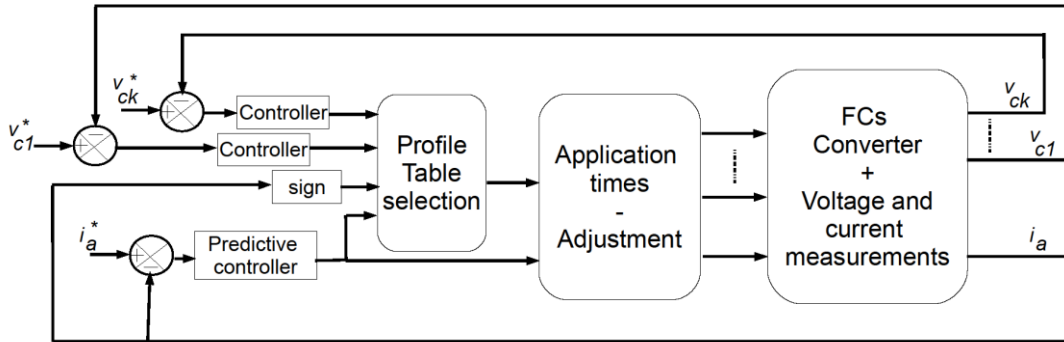 v*ck
v*c1
i*a
Controller
Controller
sign
Predictive
controller
Profile
Table
selection
Application
times
-
Adjustment
FCs
Converter
+
Voltage and
current
measurements
vck
vc1
ia